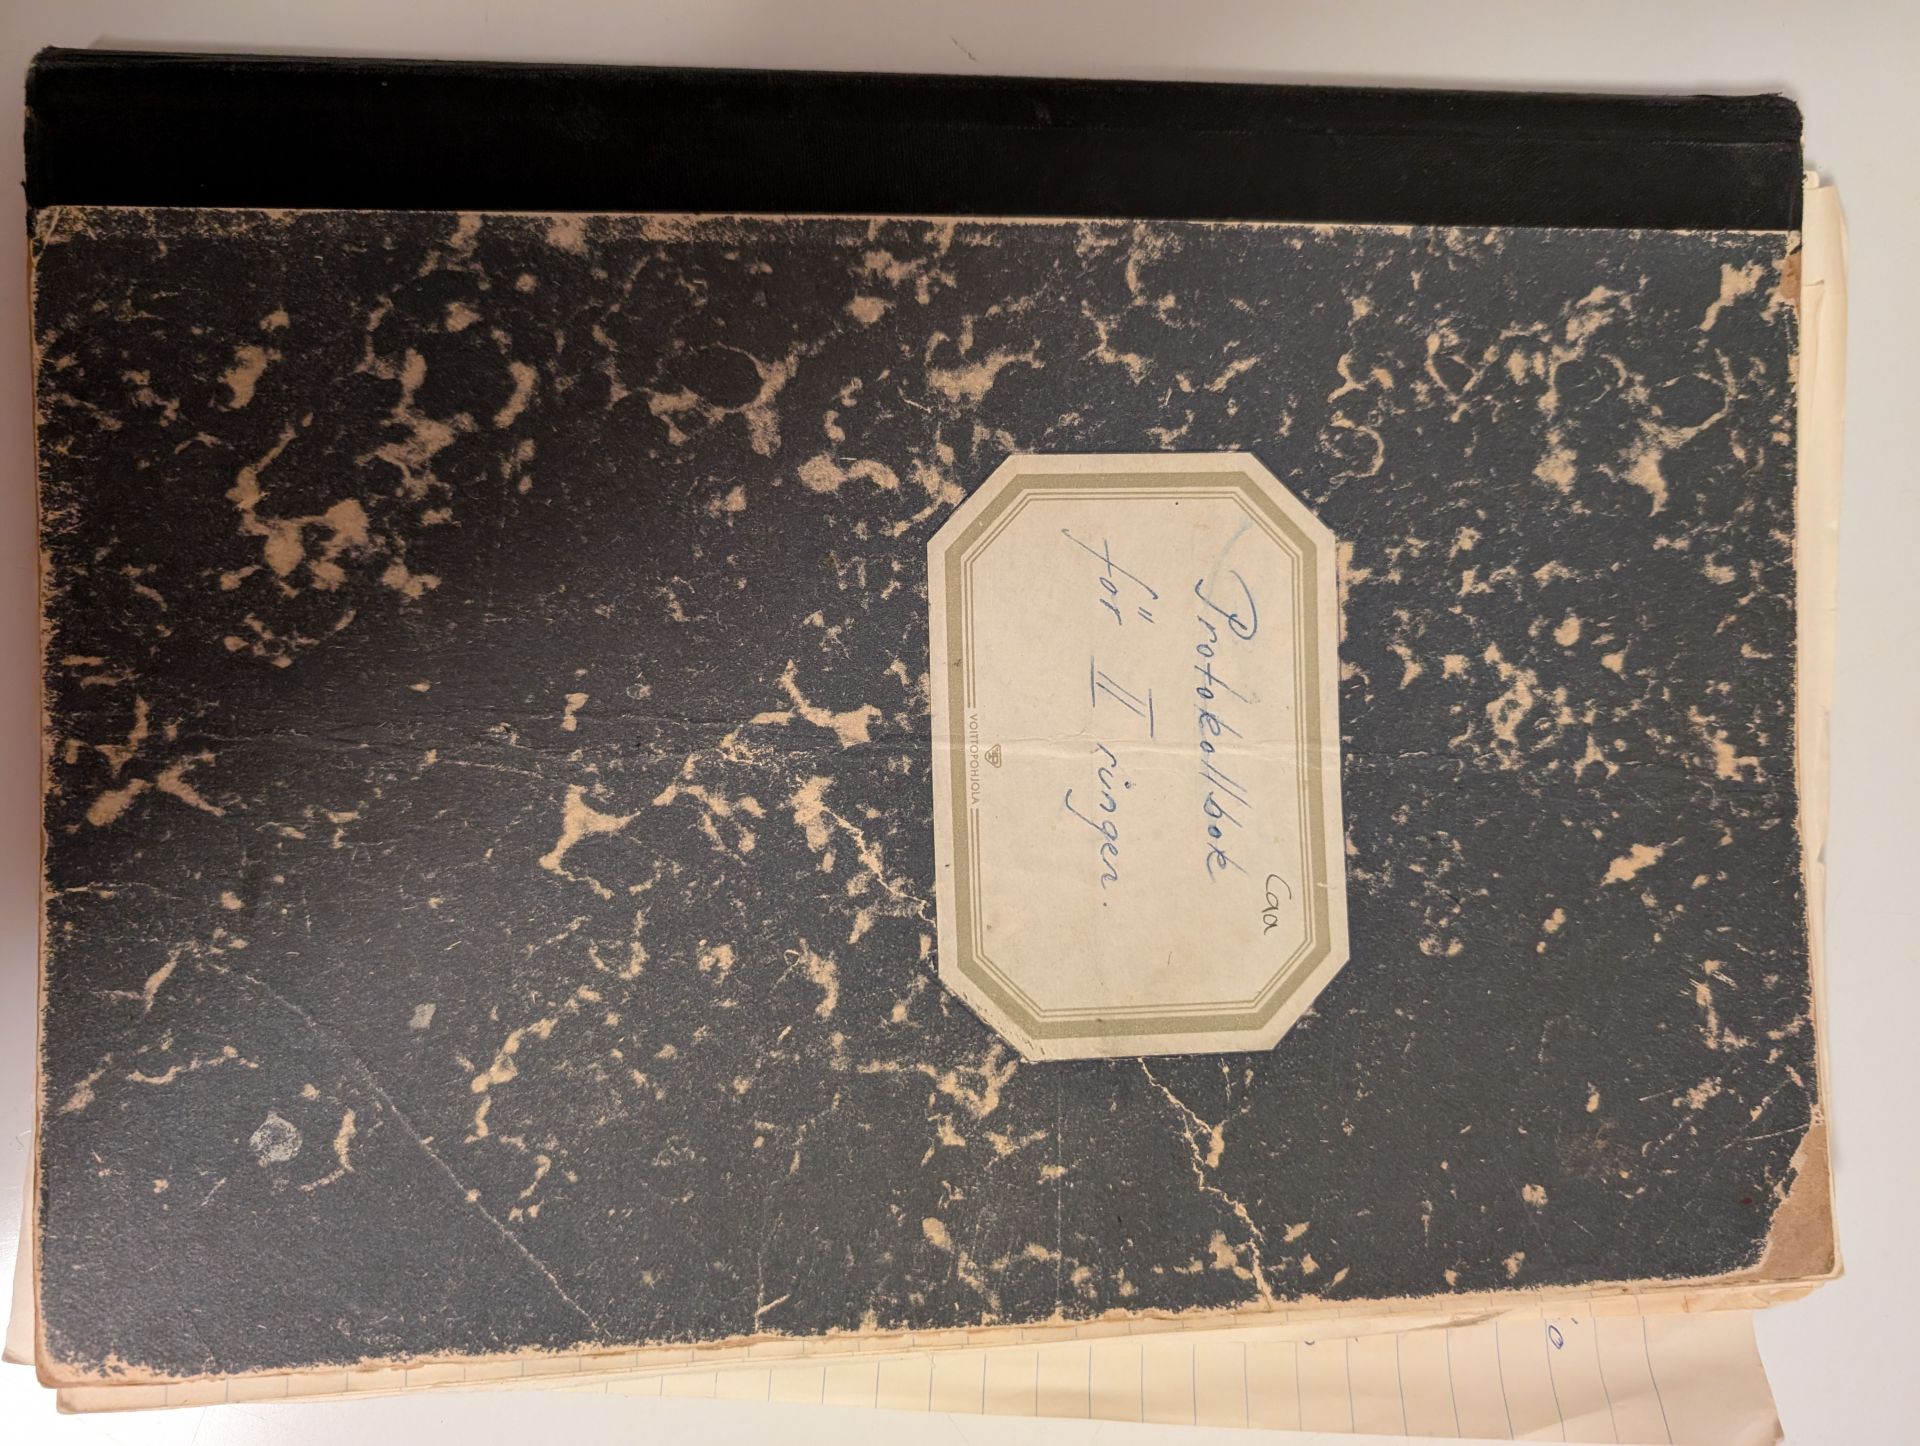 Caa
Protokollbok
för II ringen.
VOITTOPOHJOLA